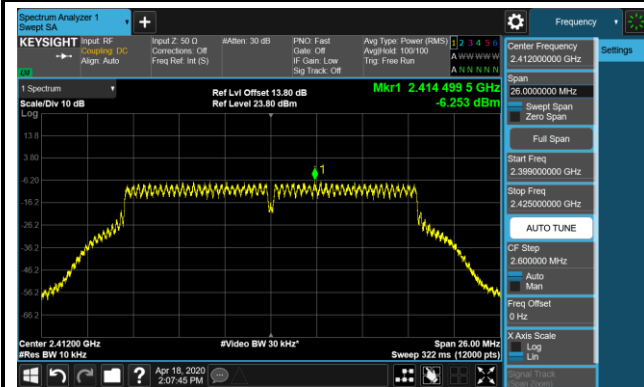 Spectrum Analyzer 1
Swept SA
Frequency
KEYSIGHT
Input: RF
Coupling: DC
Align: Auto
Input Z: 50 Ω
Corrections: Off
Freq Ref: Int (S)
#Atten: 30 dB
PNO: Fast
Gate: Off
IF Gain: Low
Sig Track: Off
Avg Type: Power (RMS)
Avg|Hold: 100/100
Trig: Free Run
1 2 3 4 5 6
A W W W W W
A N N N N N
1 Spectrum
Scale/Div 10 dB
Log
Ref Lvl Offset 13.80 dB
Ref Level 23.80 dBm
Mkr1 2.414 499 5 GHz
-6.253 dBm
1
13.8
3.80
-6.20
-16.2
-26.2
-36.2
-46.2
-56.2
-66.2
Center 2.41200 GHz
#Res BW 10 kHz
#Video BW 30 kHz*
Span 26.00 MHz
Sweep 322 ms (12000 pts)
Apr 18, 2020
2:07:45 PM
Center Frequency
2.412000000 GHz
Settings
Span
26.0000000 MHz
Swept Span
Zero Span
Full Span
Start Freq
2.399000000 GHz
Stop Freq
2.425000000 GHz
AUTO TUNE
CF Step
2.600000 MHz
Auto
Man
Freq Offset
0 Hz
X Axis Scale
Log
Lin
Signal Track
(Span Zoom)